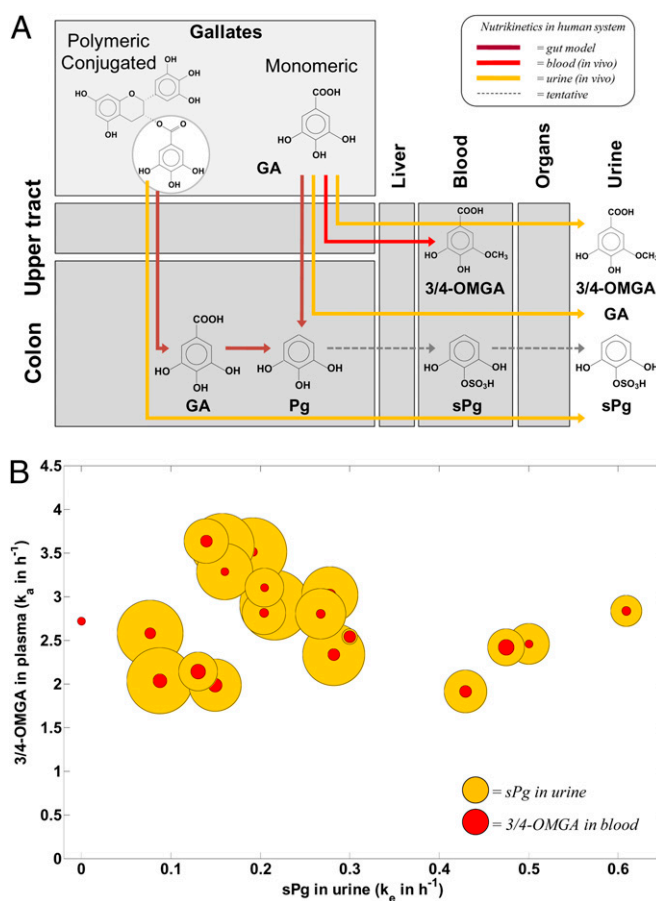 A
Gallates
Polymeric
Conjugated
Monomeric
OH
OH
HO
O
OH
OH
O
O
HO
OH
OH
COOH
HO
OH
OH
GA
Nutrikinetics in human system
= gut model
= blood (in vivo)
= urine (in vivo)
= tentative
Liver
Blood
Organs
Urine
Upper tract
COOH
HO
OCH3
OH
3/4-OMGA
COOH
HO
OCH3
OH
3/4-OMGA
GA
Colon
COOH
HO
OH
OH
GA
HO
OH
OH
Pg
HO
OH
OSO3H
sPg
HO
OH
OSO3H
sPg
B
4.5
4
3.5
3
2.5
2
1.5
1
0.5
0
3/4-OMGA in plasma (ka in h-1)
0
0.1
0.2
0.3
0.4
0.5
0.6
sPg in urine (ke in h-1)
= sPg in urine
= 3/4-OMGA in blood